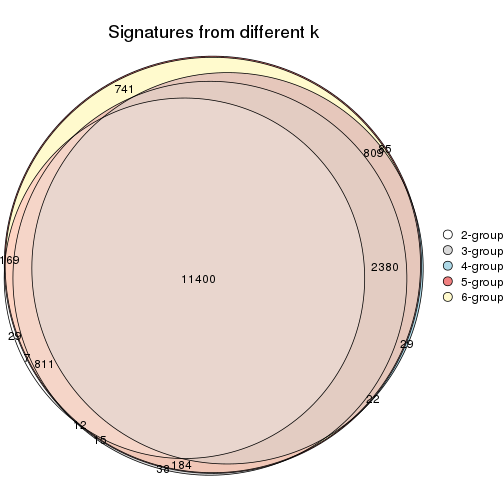 Signatures from different k
741
85
809
169
2380
11400
29
29
7
811
22
12
15
184
38
2-group
3-group
4-group
5-group
6-group